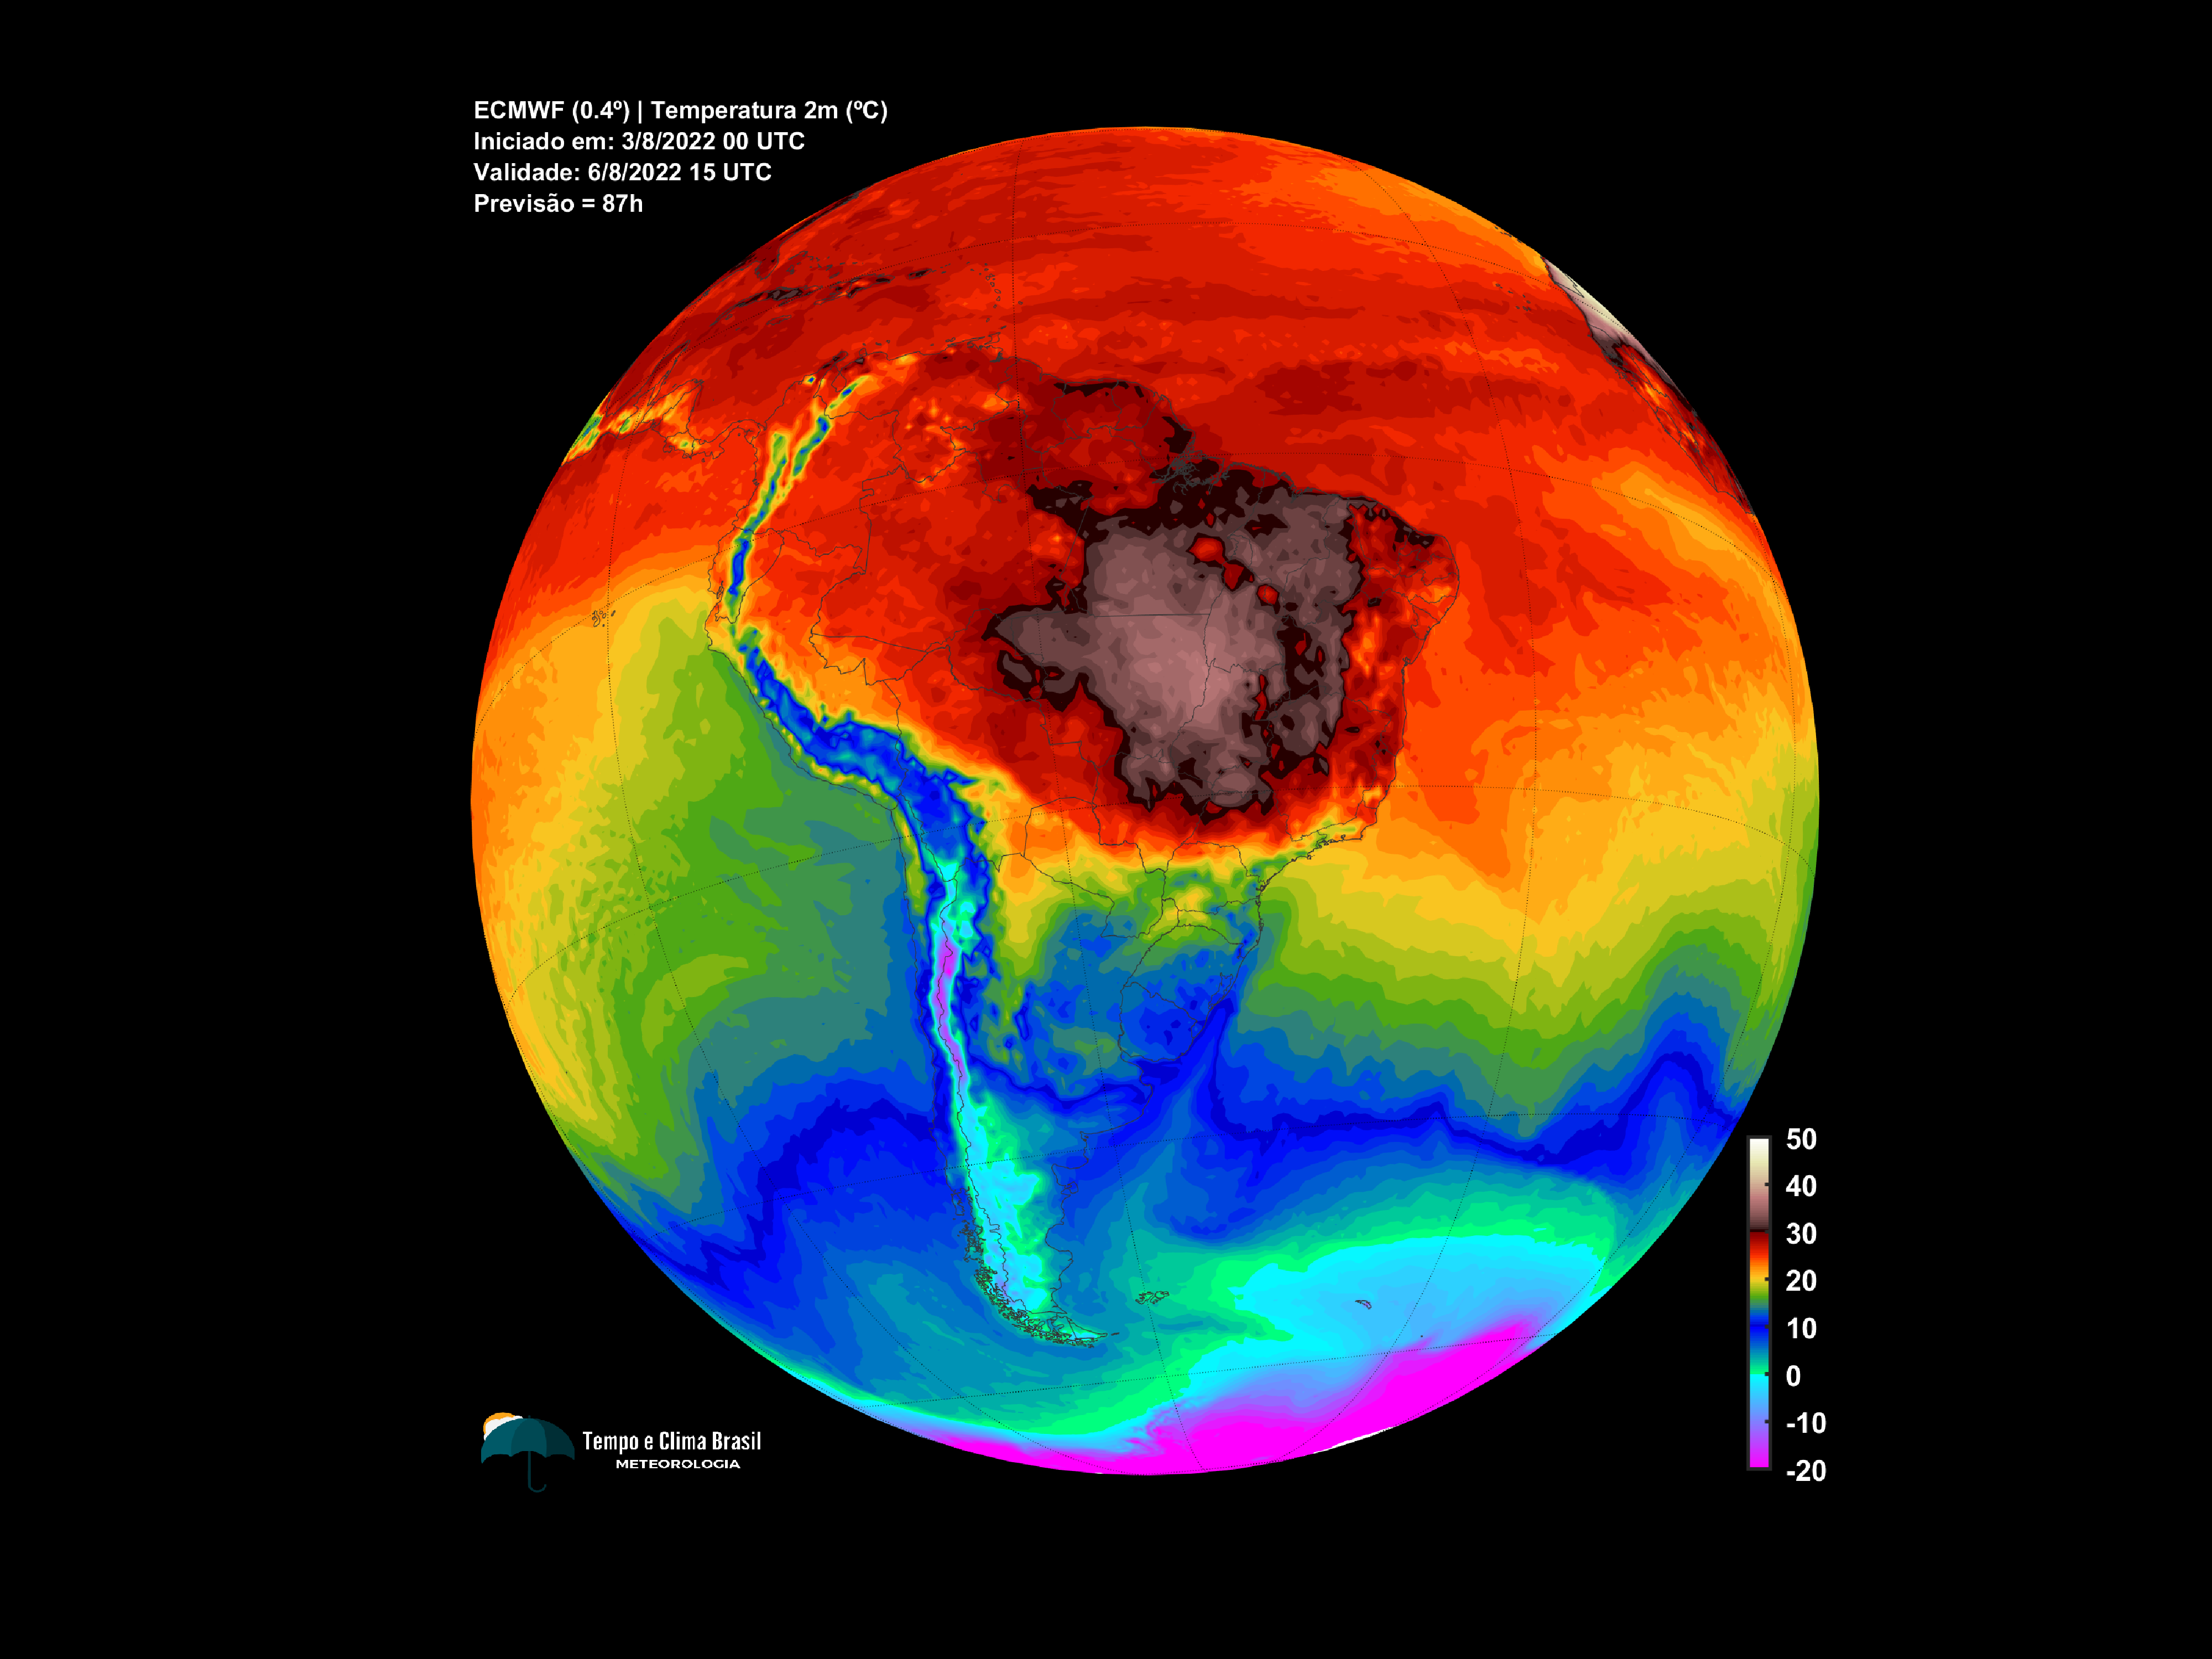 ECMWF (0.4º) | Temperatura 2m (ºC)
Iniciado em: 3/8/2022 00 UTC
Validade: 6/8/2022 15 UTC
Previsão = 87h
50
40
30
20
10
0
-10
-20
Tempo e Clima Brasil
METEOROLOGIA